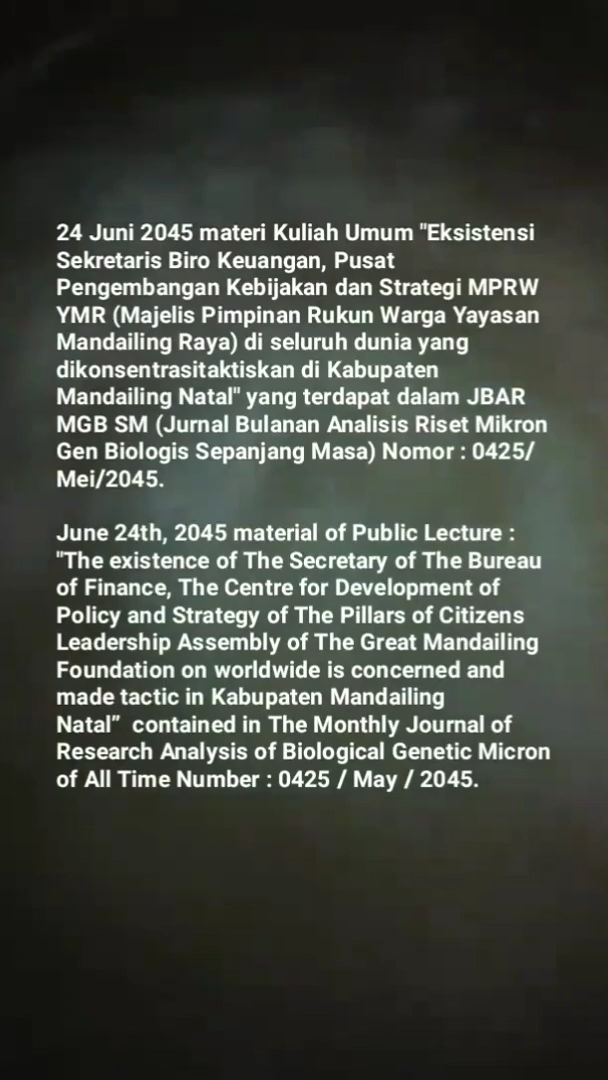 24 Juni 2045 materi Kuliah Umum "Eksistensi
Sekretaris Biro Keuangan, Pusat
Pengembangan Kebijakan dan Strategi MPRW
YMR (Majelis Pimpinan Rukun Warga Yayasan
Mandailing Raya) di seluruh dunia yang
dikonsentrasitaktiskan di Kabupaten
Mandailing Natal" yang terdapat dalam JBAR
MGB SM (Jurnal Bulanan Analisis Riset Mikron
Gen Biologis Sepanjang Masa) Nomor : 0425/
Mei/2045.
June 24th, 2045 material of Public Lecture :
"The existence of The Secretary of The Bureau
of Finance, The Centre for Development of
Policy and Strategy of The Pillars of Citizens
Leadership Assembly of The Great Mandailing
Foundation on worldwide is concerned and
made tactic in Kabupaten Mandailing
Natal”  contained in The Monthly Journal of
Research Analysis of Biological Genetic Micron
of All Time Number : 0425 / May / 2045.